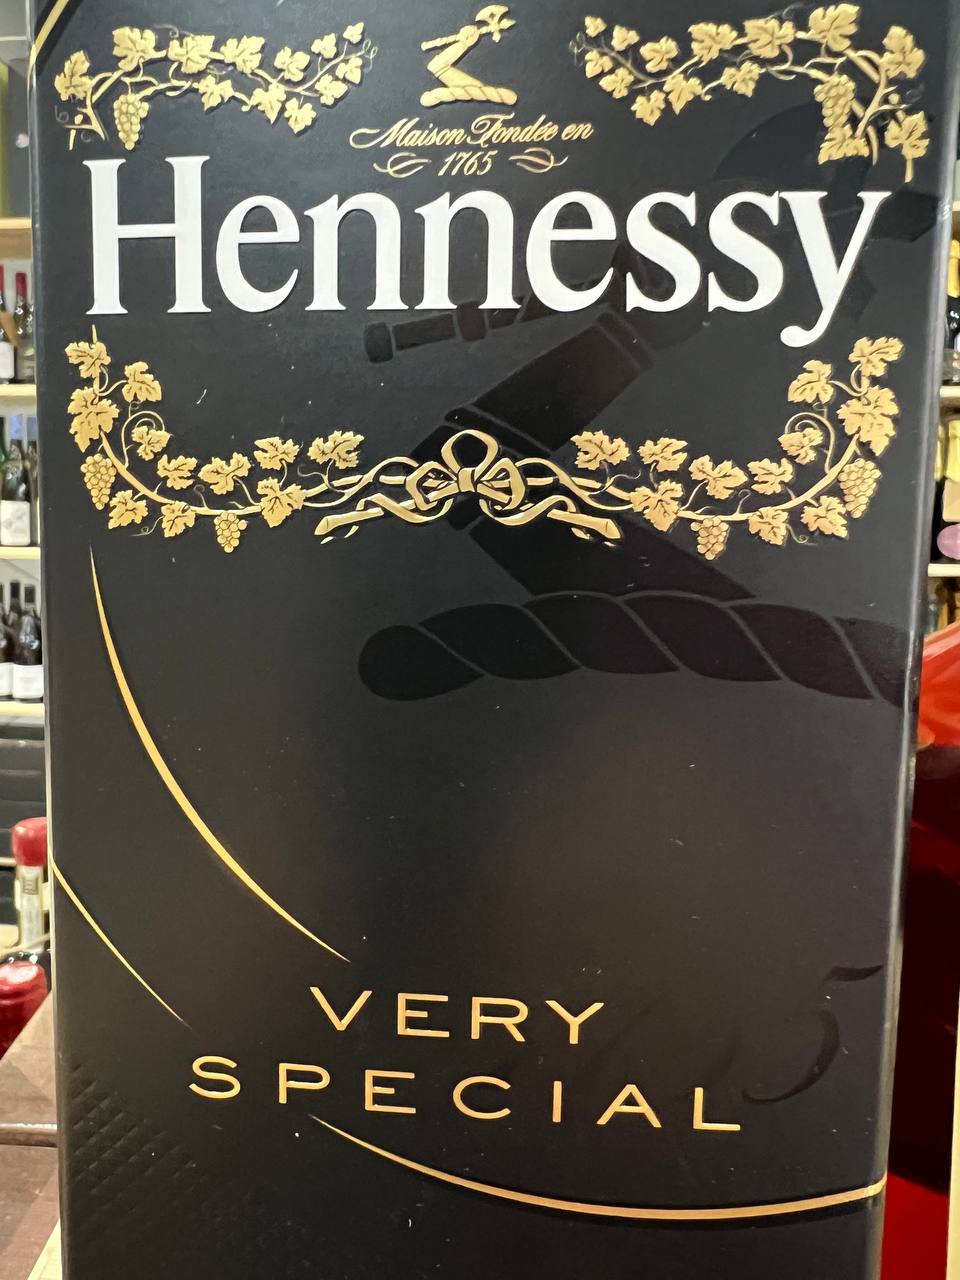 Maison Fondée en
1765
Hennessy
VERY
SPECIAL